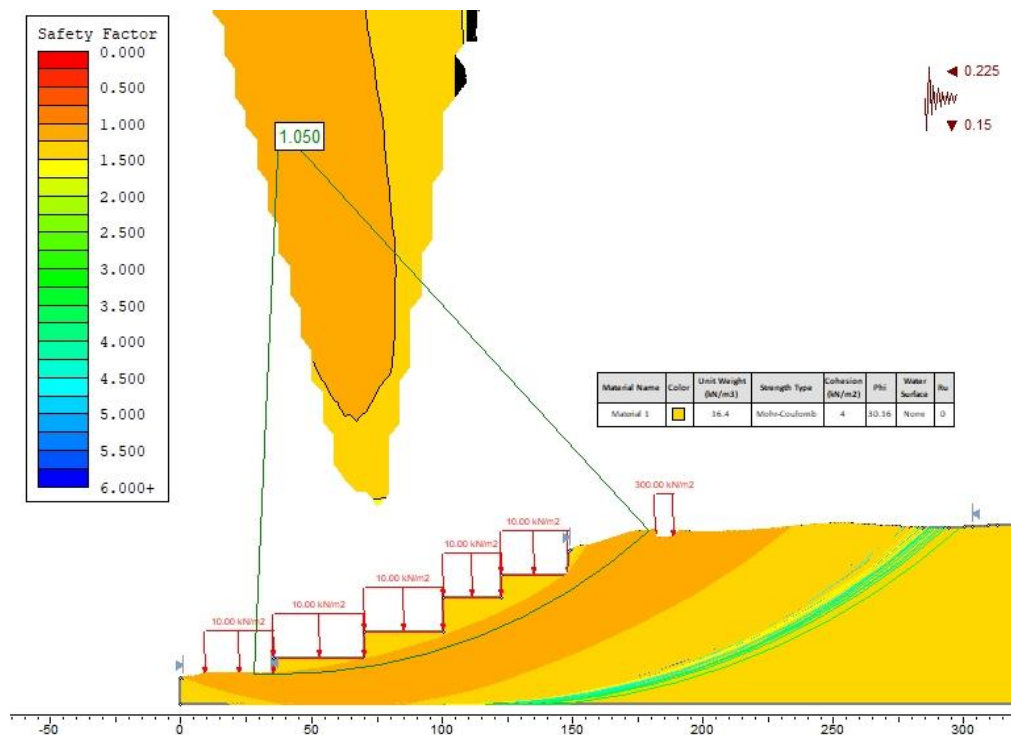 Safety Factor
0.000
0.500
1.000
1.500
2.000
2.500
3.000
3.500
4.000
4.500
5.000
5.500
6.000+
1.050
0.225
0.15
Material Name Color Unit Weight (kN/m3) Strength Type Cohesion (kN/m2) Phi Water Surface Ru
Material 1 16.4 Mohr-Coulomb 4 30.16 None 0
300.00 kN/m2
10.00 kN/m2
10.00 kN/m2
10.00 kN/m2
10.00 kN/m2
10.00 kN/m2
-50 0 50 100 150 200 250 300